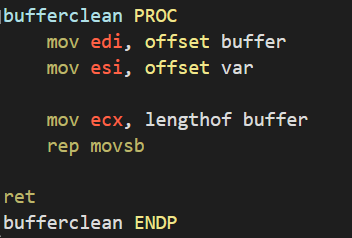 bufferclean PROC
mov edi, offset buffer
mov esi, offset var
mov ecx, lengthof buffer
rep movsb
ret
bufferclean ENDP